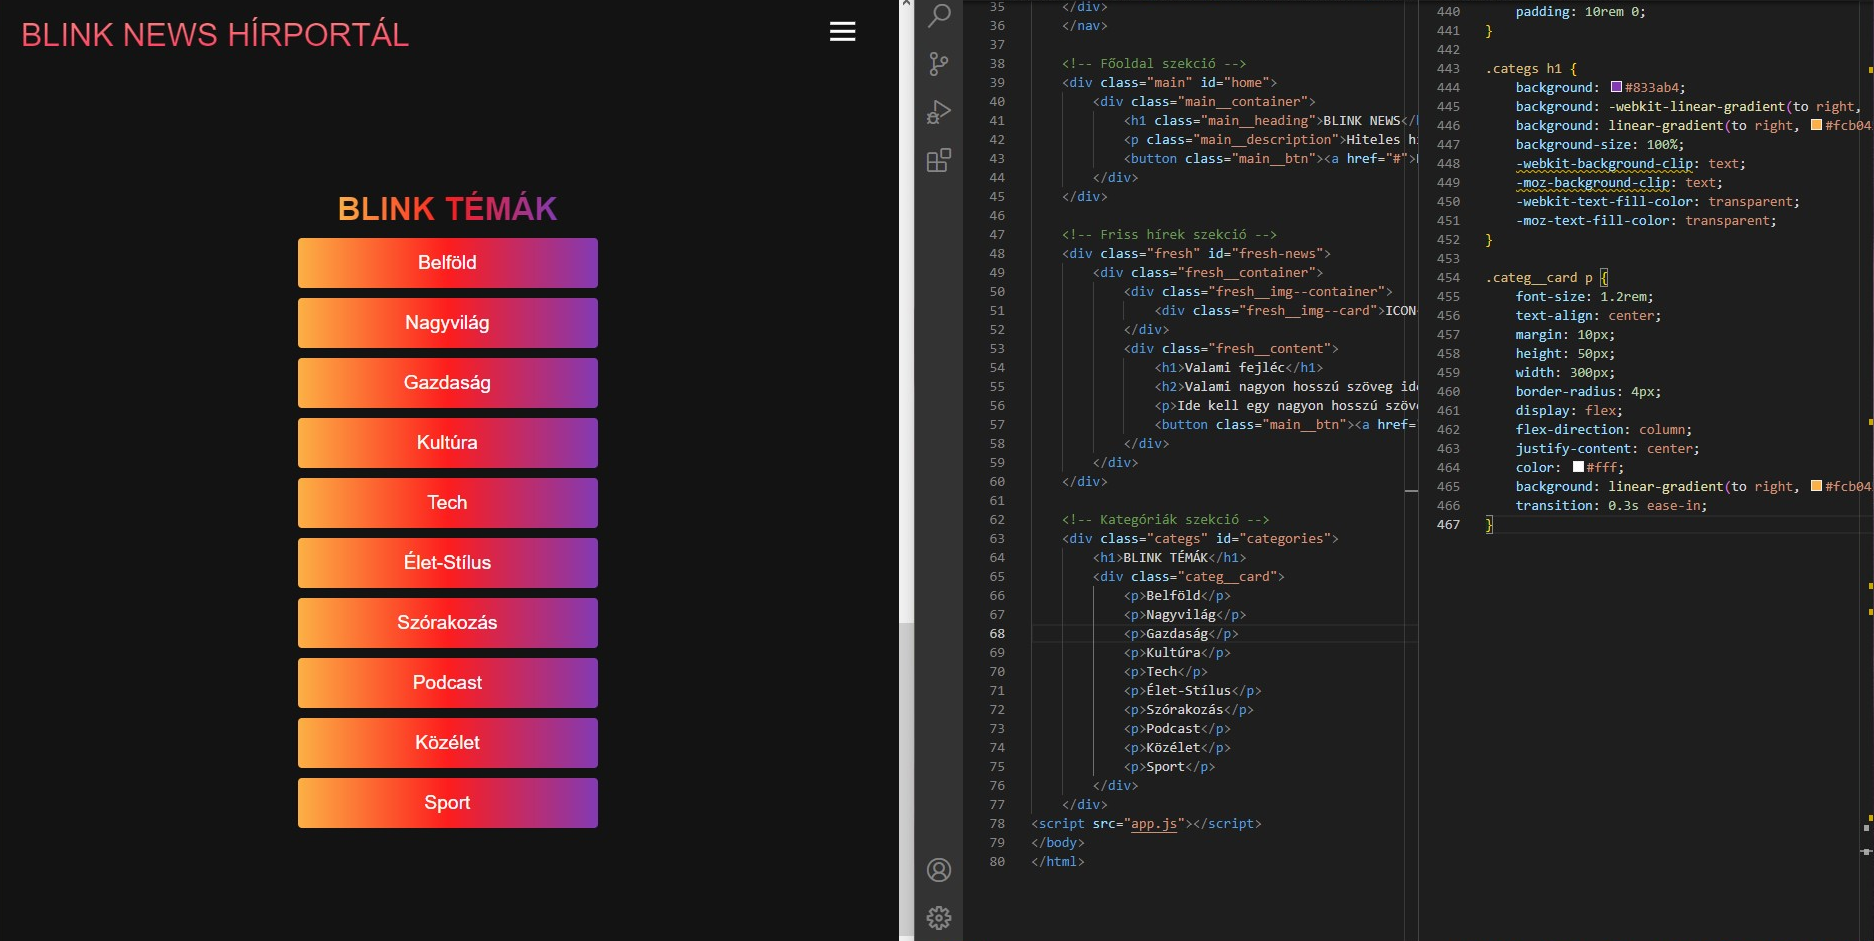 BLINK NEWS HÍRPORTÁL
BLINK TÉMÁK
Belföld
Nagyvilág
Gazdaság
Kultúra
Tech
Élet-Stílus
Szórakozás
Podcast
Közélet
Sport
35 </div>
36 </nav>
37
38 <!-- Főoldal szekció -->
39 <div class="main" id="home">
40 <div class="main__container">
41 <h1 class="main__heading">BLINK NEWS</
42 <p class="main__description">Hiteles
43 <button class="main__btn"><a href="#">
44 </div>
45 </div>
46
47 <!-- Friss hírek szekció -->
48 <div class="fresh" id="fresh-news">
49 <div class="fresh__container">
50 <div class="fresh__img--container">
51 <div class="fresh__img--card">ICON
52 </div>
53 <div class="fresh__content">
54 <h1>Valami fejléc</h1>
55 <h2>Valami nagyon hosszú szöveg
56 <p>Ide kell egy nagyon hosszú
57 <button class="main__btn"><a href=
58 </div>
59 </div>
60 </div>
61
62 <!-- Kategóriák szekció -->
63 <div class="categs" id="categories">
64 <h1>BLINK TÉMÁK</h1>
65 <div class="categ__card">
66 <p>Belföld</p>
67 <p>Nagyvilág</p>
68 <p>Gazdaság</p>
69 <p>Kultúra</p>
70 <p>Tech</p>
71 <p>Élet-Stílus</p>
72 <p>Szórakozás</p>
73 <p>Podcast</p>
74 <p>Közélet</p>
75 <p>Sport</p>
76 </div>
77 </div>
78 <script src="app.js"></script>
79 </body>
80 </html>
440 padding: 10rem 0;
441 }
442
443 .categs h1 {
444 background: #833ab4;
445 background: -webkit-linear-gradient(to right,
446 background: linear-gradient(to right, #fcb04
447 background-size: 100%;
448 -webkit-background-clip: text;
449 -moz-background-clip: text;
450 -webkit-text-fill-color: transparent;
451 -moz-text-fill-color: transparent;
452 }
453
454 .categ__card p {
455 font-size: 1.2rem;
456 text-align: center;
457 margin: 10px;
458 height: 50px;
459 width: 300px;
460 border-radius: 4px;
461 display: flex;
462 flex-direction: column;
463 justify-content: center;
464 color: #fff;
465 background: linear-gradient(to right, #fcb04
466 transition: 0.3s ease-in;
467 }